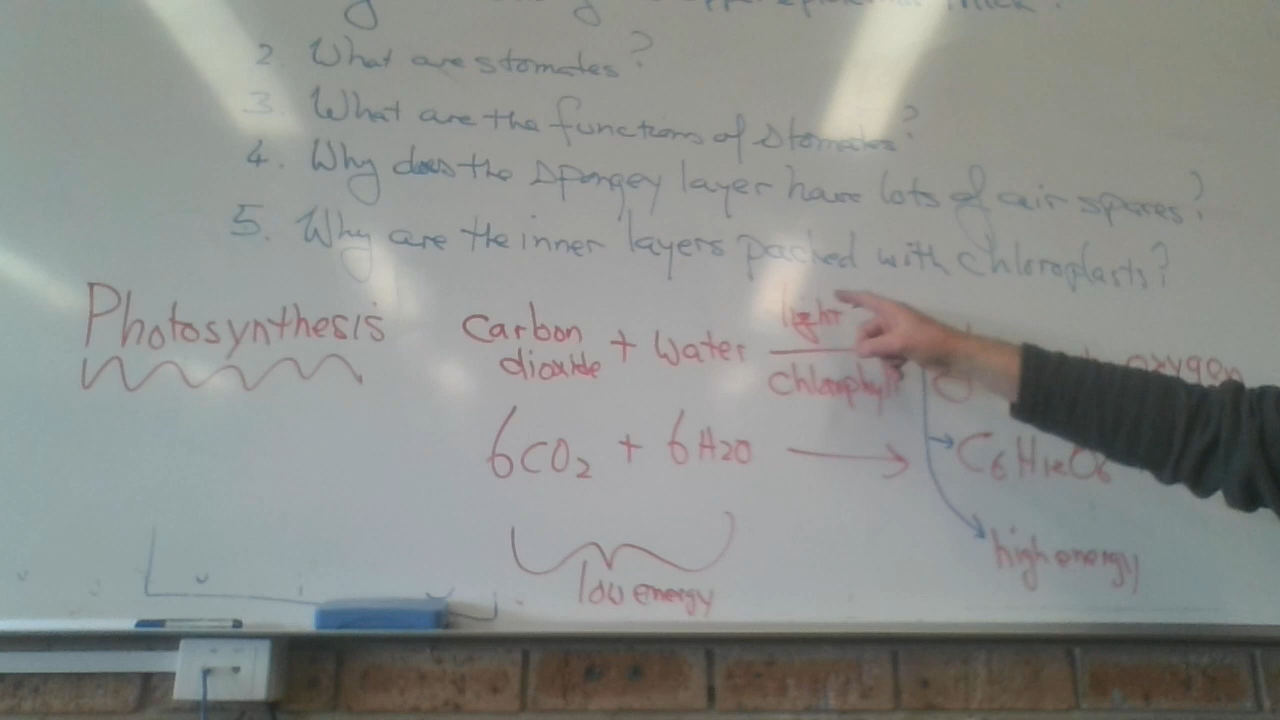 thick?
2. What are stomates?
3. What are the functions of stomates?
4. Why does the spongey layer have lots of air spaces?
5. Why are the inner layers packed with chloroplasts?
Photosynthesis
Carbon dioxide + Water light chlorophyll oxygen
6CO2 + 6H2O → C6H12O6
high energy
low energy